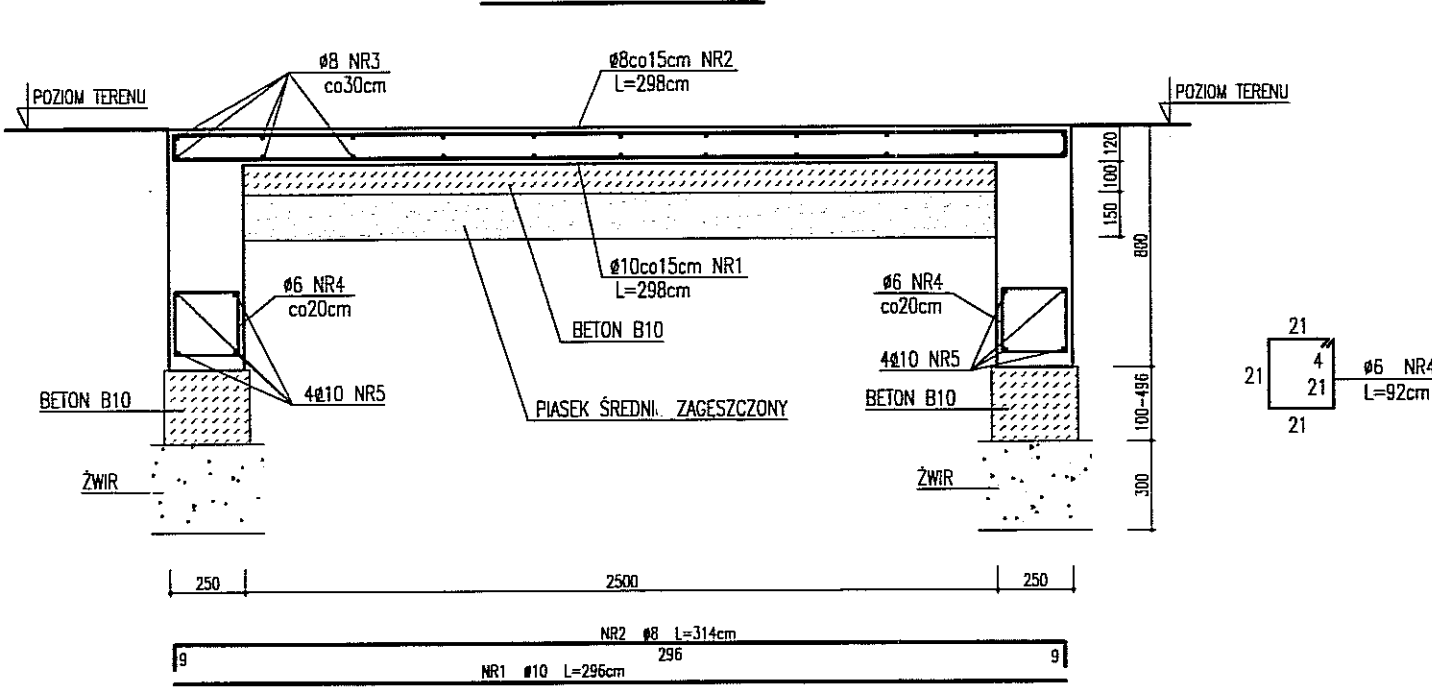 ø8 NR3
co30cm
ø8co15cm NR2
L=298cm
POZIOM TERENU
POZIOM TERENU
120
100
150
800
ø10co15cm NR1
L=298cm
ø6 NR4
co20cm
ø6 NR4
co20cm
BETON B10
4ø10 NR5
4ø10 NR5
BETON B10
PIASEK ŚREDNI ZAGESZCZONY
BETON B10
100-496
21
21
4
21
21
ø6 NR4
L=92cm
ŻWIR
ŻWIR
300
250
2500
250
NR2 ø8 L=314cm
9
296
9
NR1 ø10 L=296cm